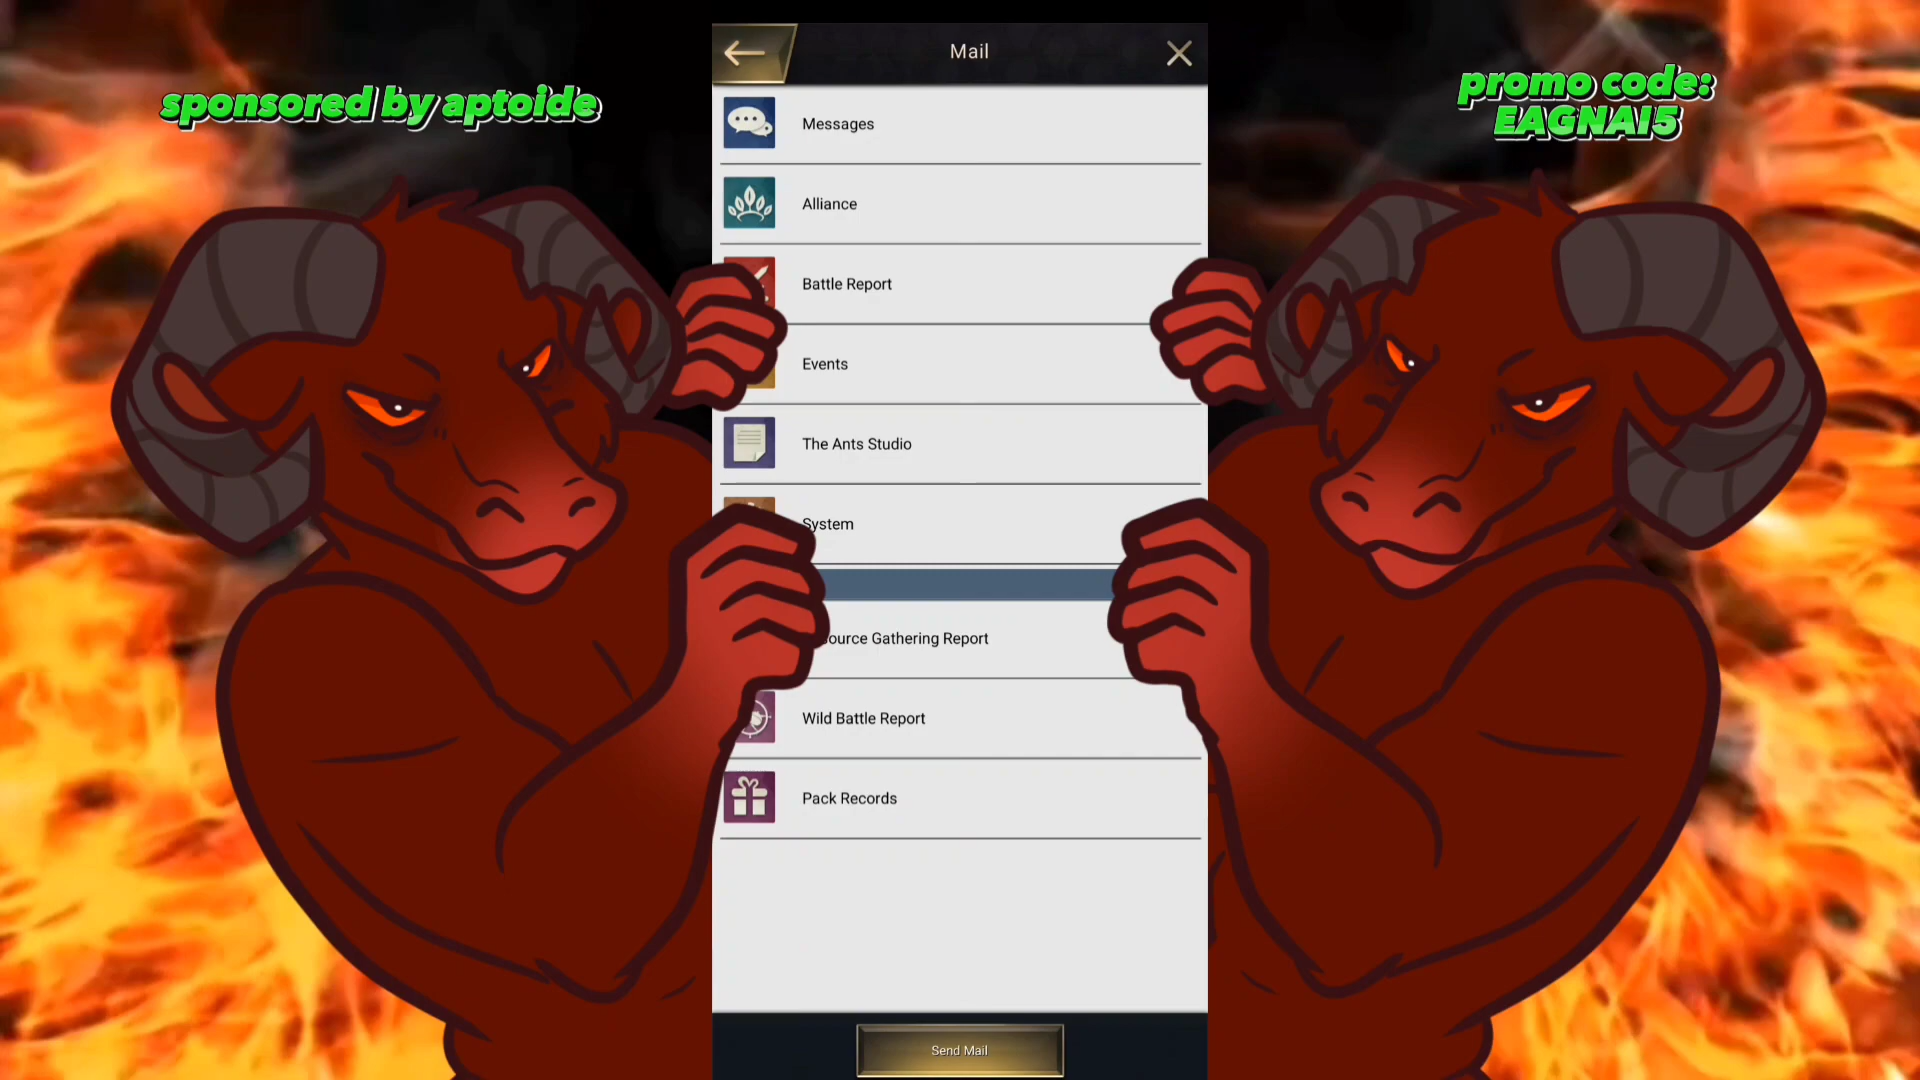 sponsored by aptoide
promo code:
EAGNAI5
Mail
Messages
Alliance
Battle Report
Events
The Ants Studio
System
ource Gathering Report
Wild Battle Report
Pack Records
Send Mail